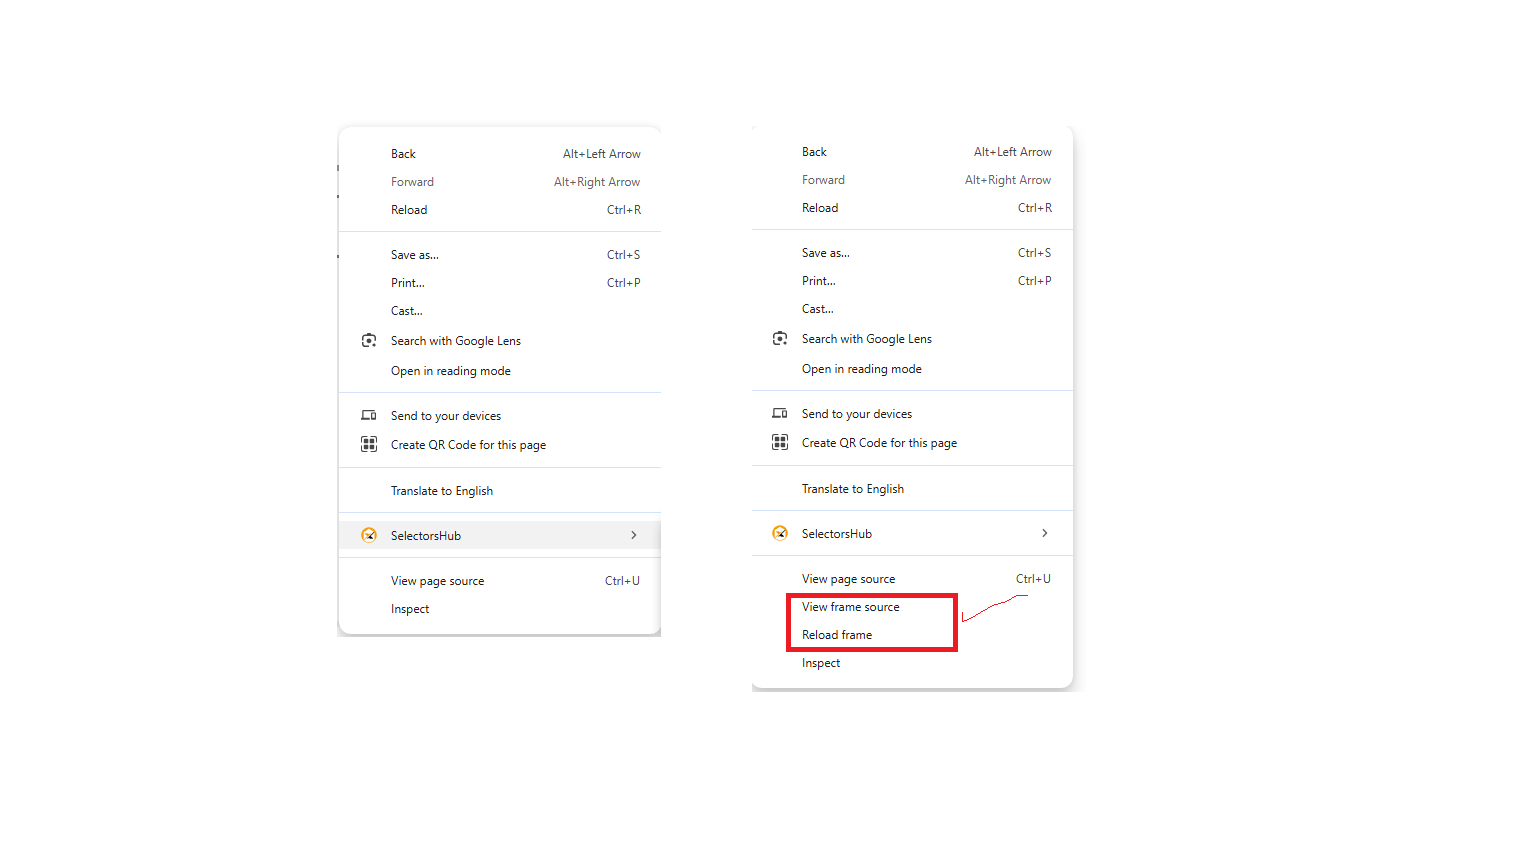 Back Alt+Left Arrow
Forward Alt+Right Arrow
Reload Ctrl+R
Save as... Ctrl+S
Print... Ctrl+P
Cast...
Search with Google Lens
Open in reading mode
Send to your devices
Create QR Code for this page
Translate to English
SelectorsHub
View page source Ctrl+U
Inspect
Back Alt+Left Arrow
Forward Alt+Right Arrow
Reload Ctrl+R
Save as... Ctrl+S
Print... Ctrl+P
Cast...
Search with Google Lens
Open in reading mode
Send to your devices
Create QR Code for this page
Translate to English
SelectorsHub
View page source Ctrl+U
View frame source
Reload frame
Inspect